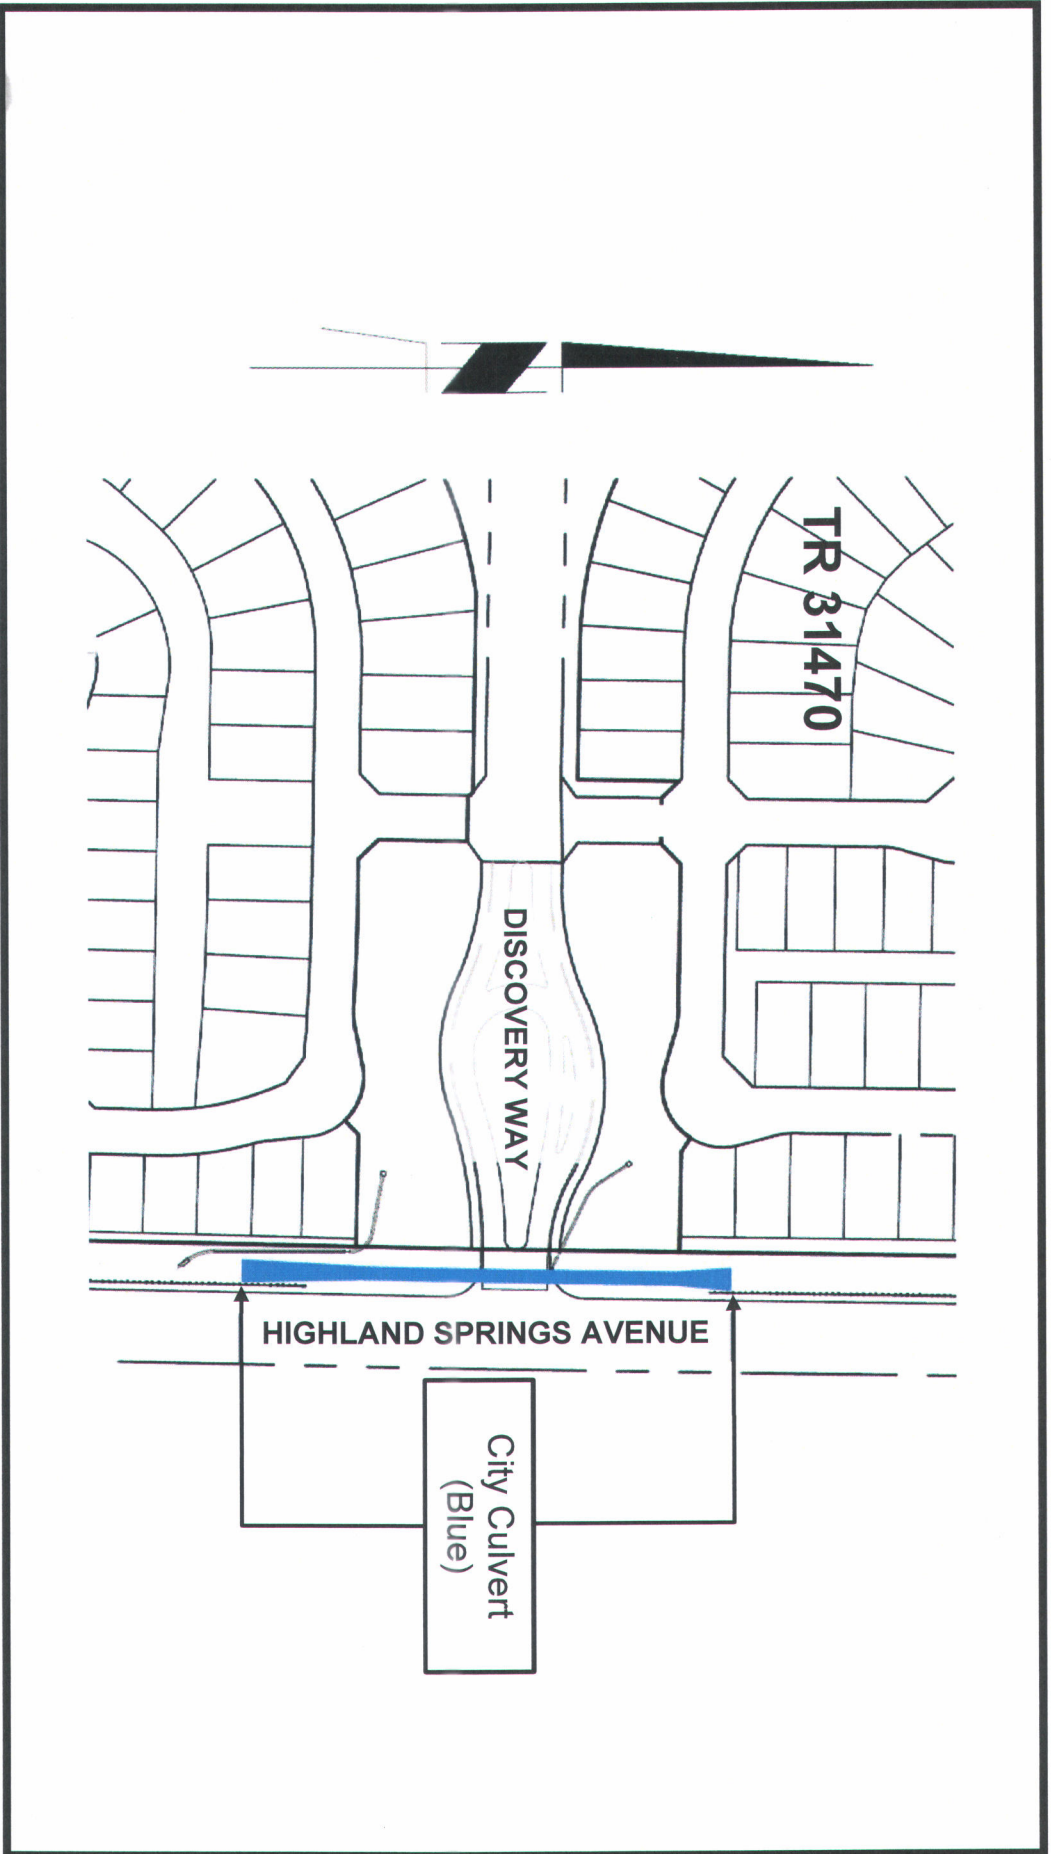 TR 31470
DISCOVERY WAY
HIGHLAND SPRINGS AVENUE
City Culvert
(Blue)